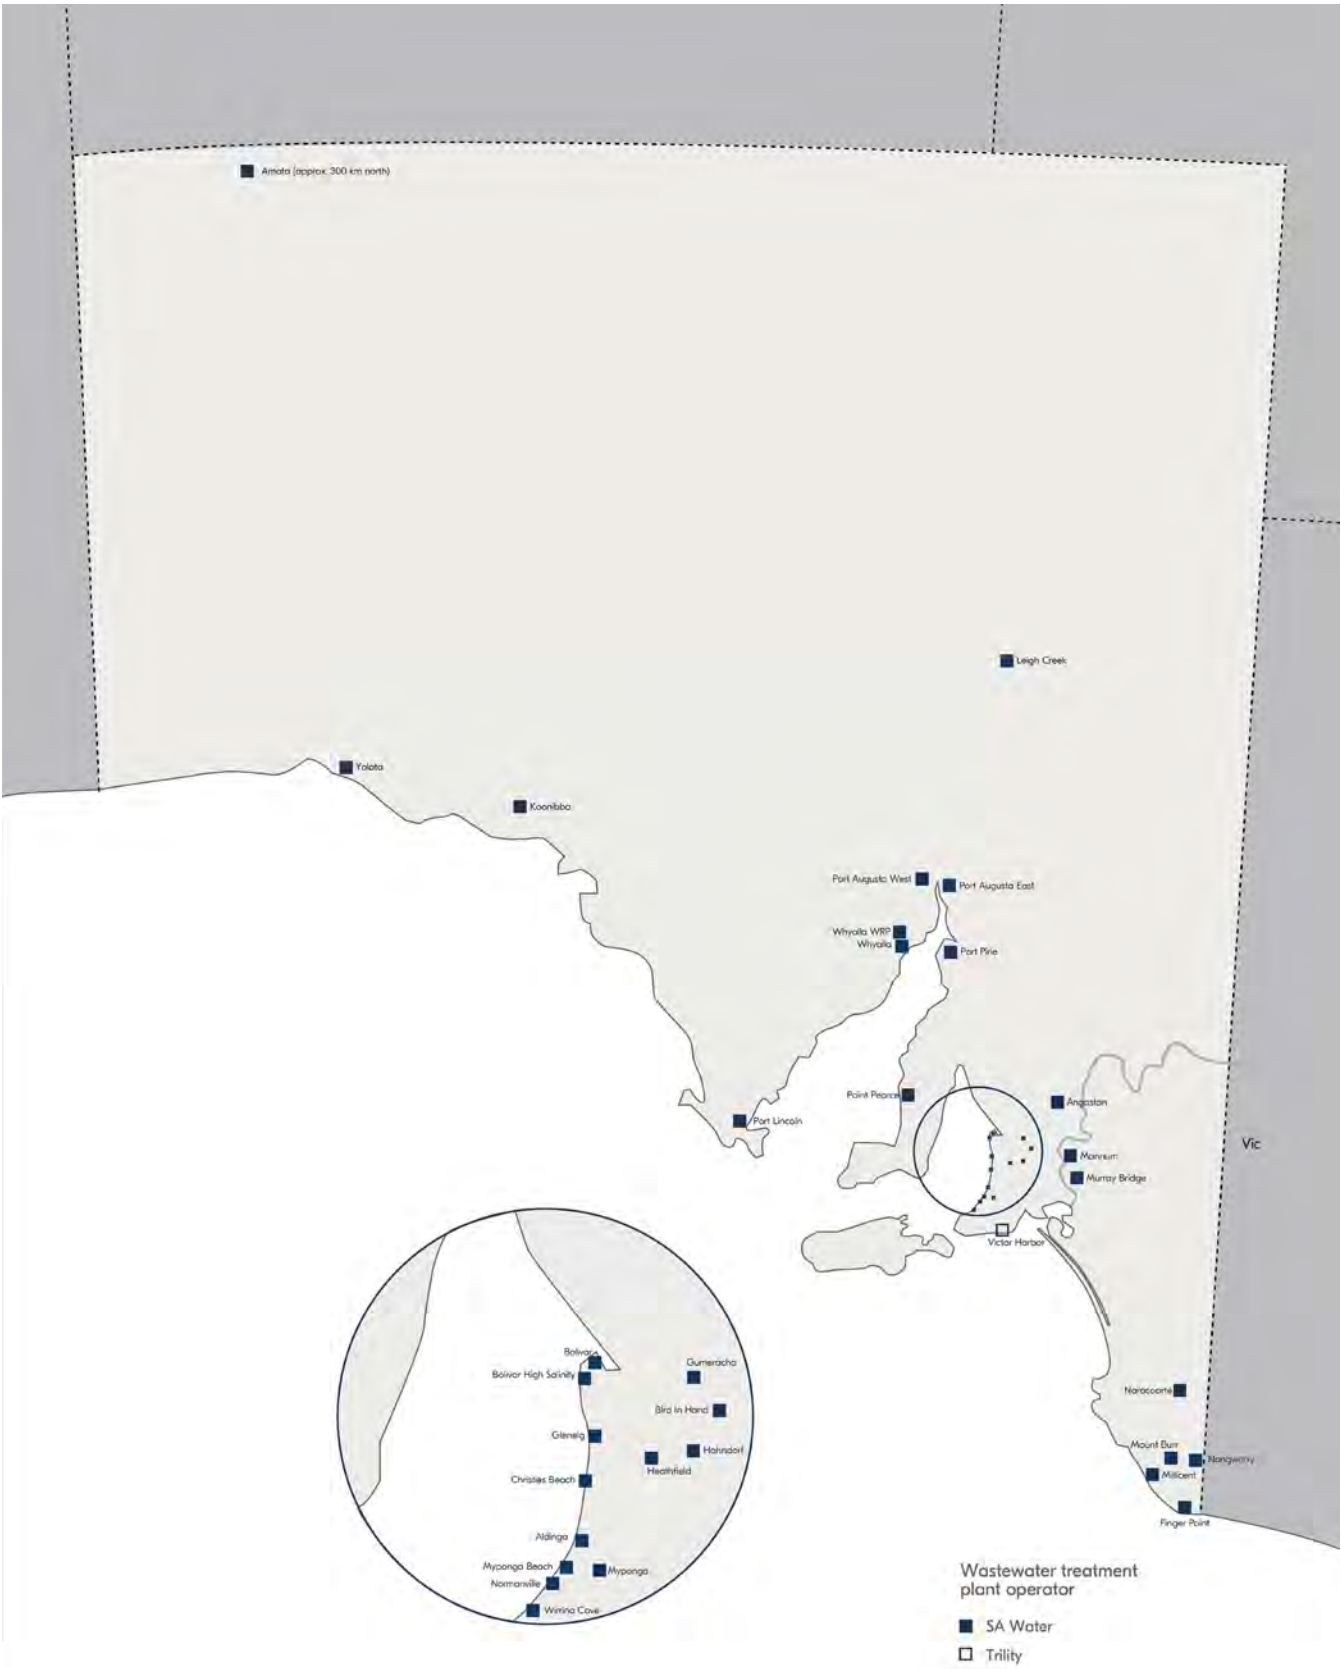 Amata (approx. 300 km north)
Leigh Creek
Yalata
Koonibba
Port Augusta West
Port Augusta East
Whyalla WRP
Whyalla
Port Pirie
Point Pearce
Angaston
Port Lincoln
Vic
Mannum
Murray Bridge
Victor Harbor
Bolivar
Bolivar High Salinity
Gumeracha
Bird in Hand
Glenelg
Hahndorf
Heathfield
Christies Beach
Aldinga
Myponga Beach
Myponga
Normanville
Wirrina Cove
Naracoorte
Mount Burr
Nangwarry
Millicent
Finger Point
Wastewater treatment
plant operator
SA Water
Trility